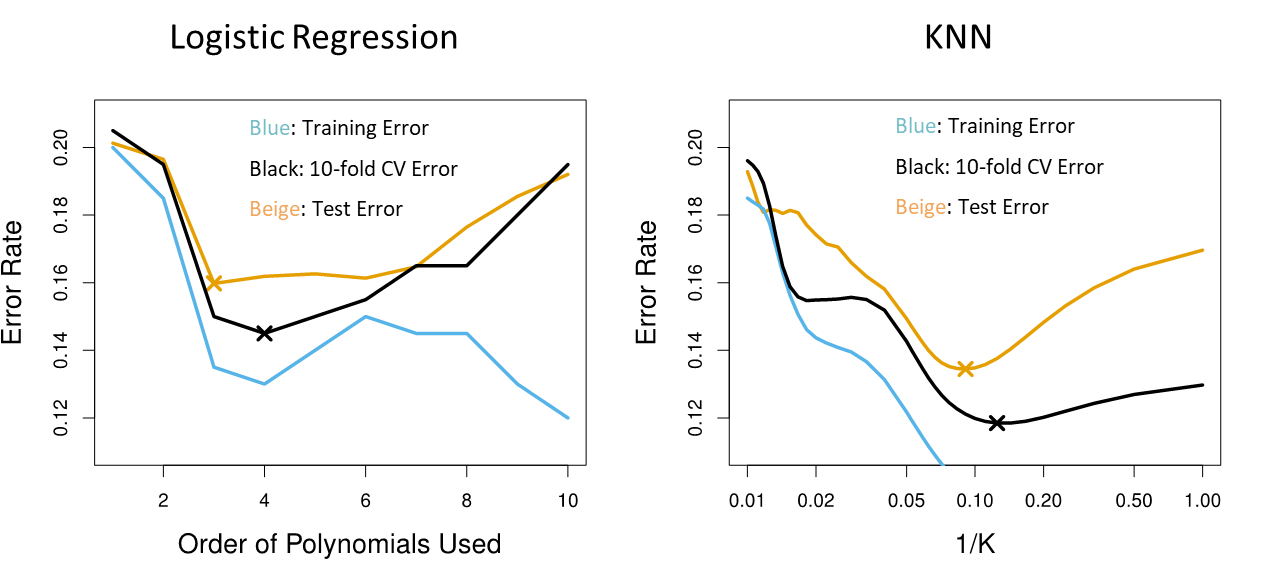 Logistic Regression
KNN
Blue: Training Error
Black: 10-fold CV Error
Beige: Test Error
Error Rate
0.20
0.18
0.16
0.14
0.12
2
4
6
8
10
Order of Polynomials Used
Blue: Training Error
Black: 10-fold CV Error
Beige: Test Error
Error Rate
0.20
0.18
0.16
0.14
0.12
0.01
0.02
0.05
0.10
0.20
0.50
1.00
1/K